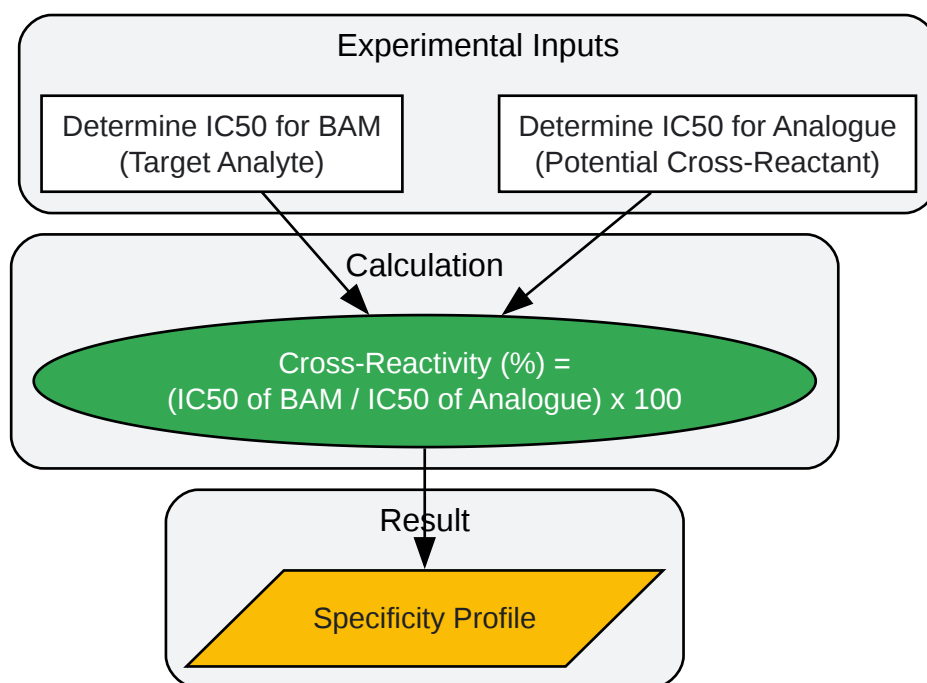 Experimental Inputs
Determine IC50 for BAM
(Target Analyte)
Determine IC50 for Analogue
(Potential Cross-Reactant)
Calculation
Cross-Reactivity (%) =
(IC50 of BAM / IC50 of Analogue) x 100
Result
Specificity Profile